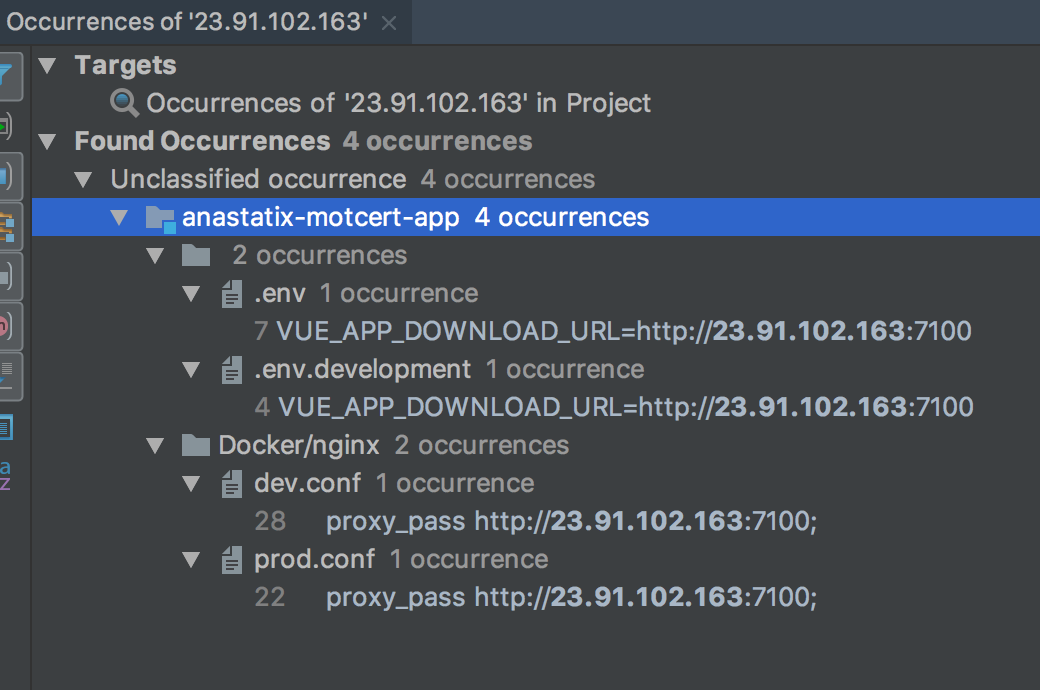 Occurrences of '23.91.102.163'
Targets
Occurrences of '23.91.102.163' in Project
Found Occurrences 4 occurrences
Unclassified occurrence 4 occurrences
anastatix-motcert-app 4 occurrences
2 occurrences
.env 1 occurrence
7 VUE_APP_DOWNLOAD_URL=http://23.91.102.163:7100
.env.development 1 occurrence
4 VUE_APP_DOWNLOAD_URL=http://23.91.102.163:7100
Docker/nginx 2 occurrences
dev.conf 1 occurrence
28 proxy_pass http://23.91.102.163:7100;
prod.conf 1 occurrence
22 proxy_pass http://23.91.102.163:7100;